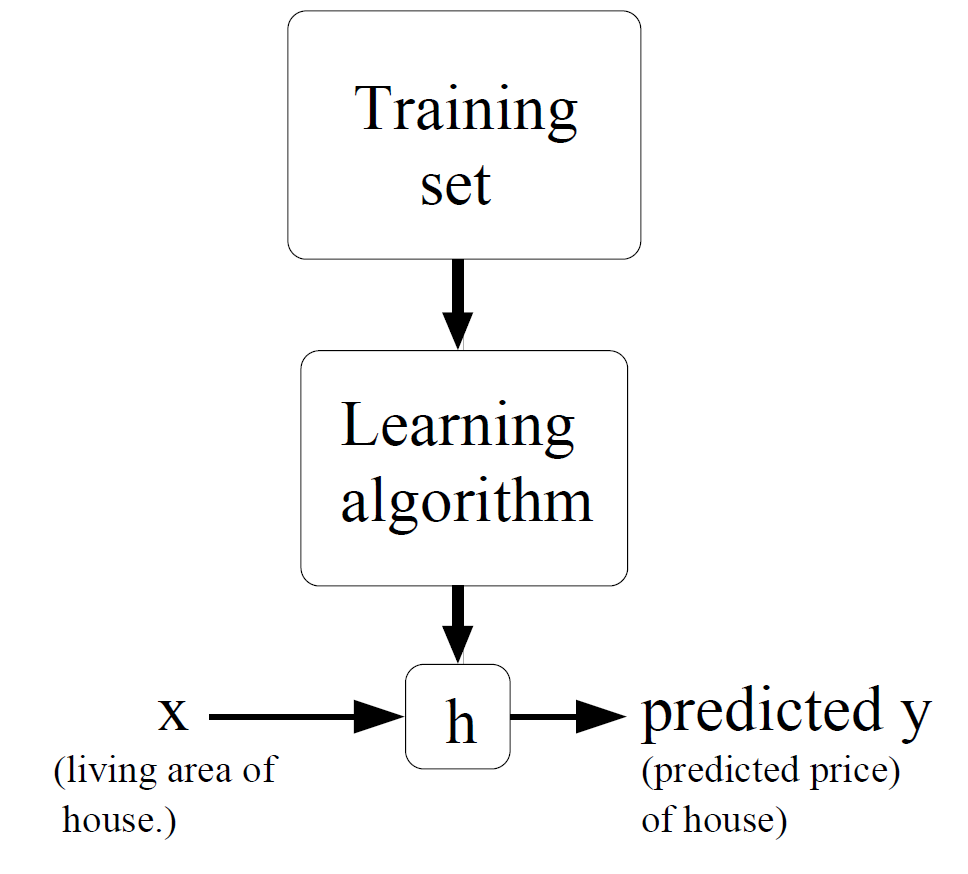 Training
set
Learning
algorithm
x
h
predicted y
(living area of
house.)
(predicted price)
of house)